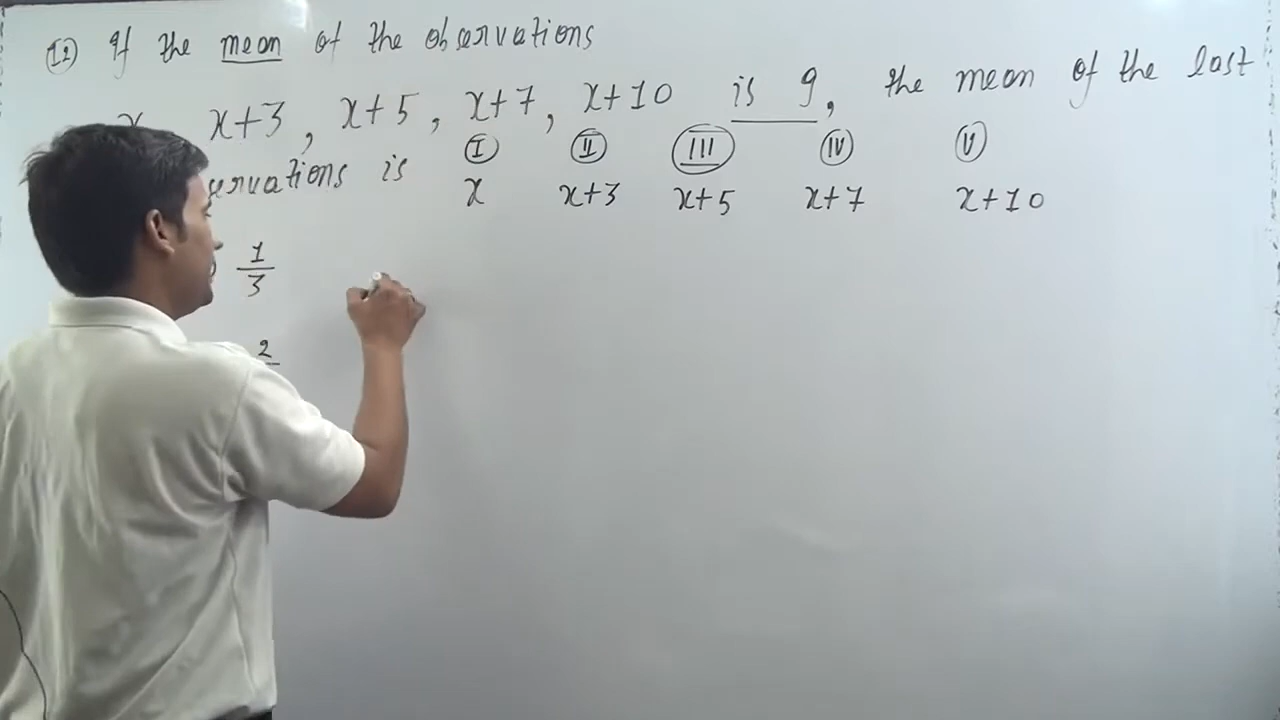 (12) If the mean of the observations
x, x+3, x+5, x+7, x+10 is 9, the mean of the last
servations is
I II III IV V
x x+3 x+5 x+7 x+10
1/3
2